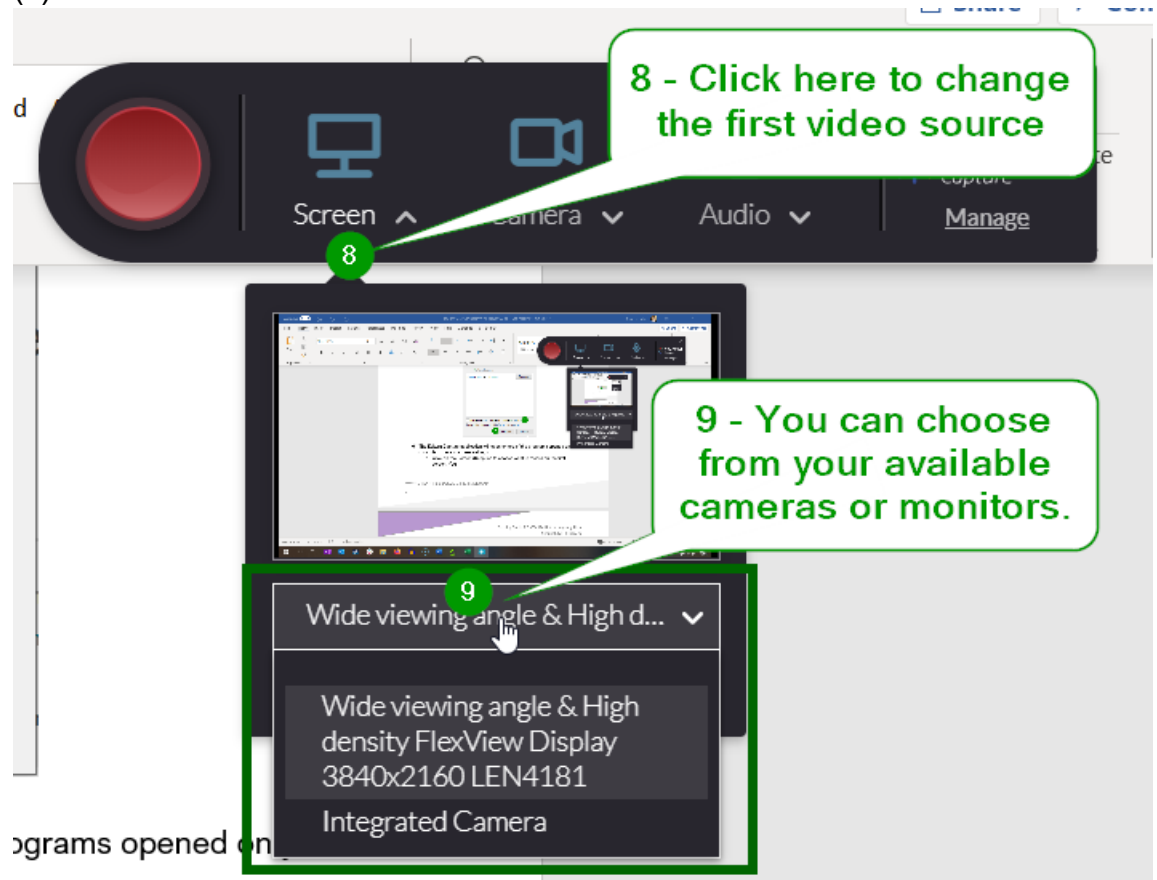 Share
8 - Click here to change
the first video source
d
Screen
Camera
Audio
Capture
Manage
8
9 - You can choose
from your available
cameras or monitors.
9
Wide viewing angle & High d...
Wide viewing angle & High
density FlexView Display
3840x2160 LEN4181
Integrated Camera
ograms opened on